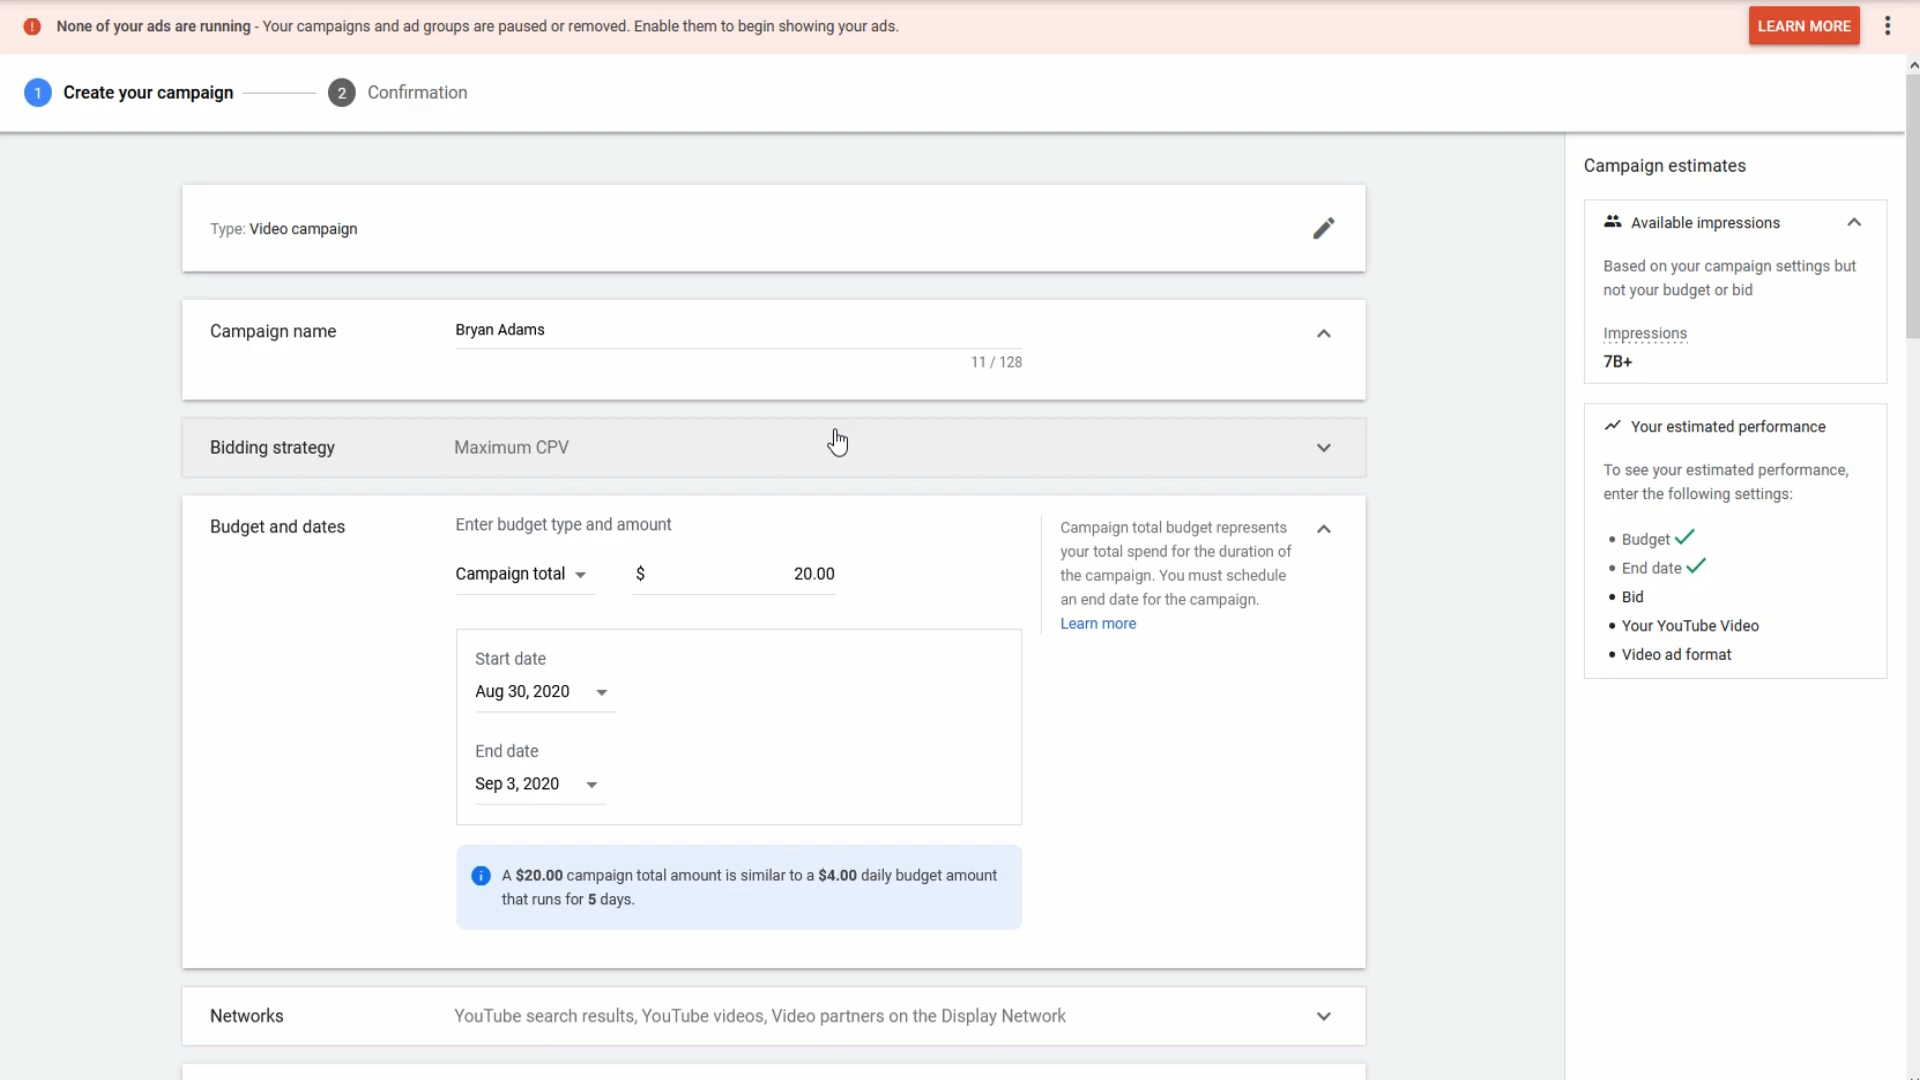 None of your ads are running - Your campaigns and ad groups are paused or removed. Enable them to begin showing your ads.
LEARN MORE
1 Create your campaign
2 Confirmation
Type: Video campaign
Campaign name
Bryan Adams
11 / 128
Bidding strategy
Maximum CPV
Budget and dates
Enter budget type and amount
Campaign total
$ 20.00
Start date
Aug 30, 2020
End date
Sep 3, 2020
A $20.00 campaign total amount is similar to a $4.00 daily budget amount
that runs for 5 days.
Campaign total budget represents
your total spend for the duration of
the campaign. You must schedule
an end date for the campaign.
Learn more
Networks
YouTube search results, YouTube videos, Video partners on the Display Network
Campaign estimates
Available impressions
Based on your campaign settings but
not your budget or bid
Impressions
7B+
Your estimated performance
To see your estimated performance,
enter the following settings:
• Budget
• End date
• Bid
• Your YouTube Video
• Video ad format